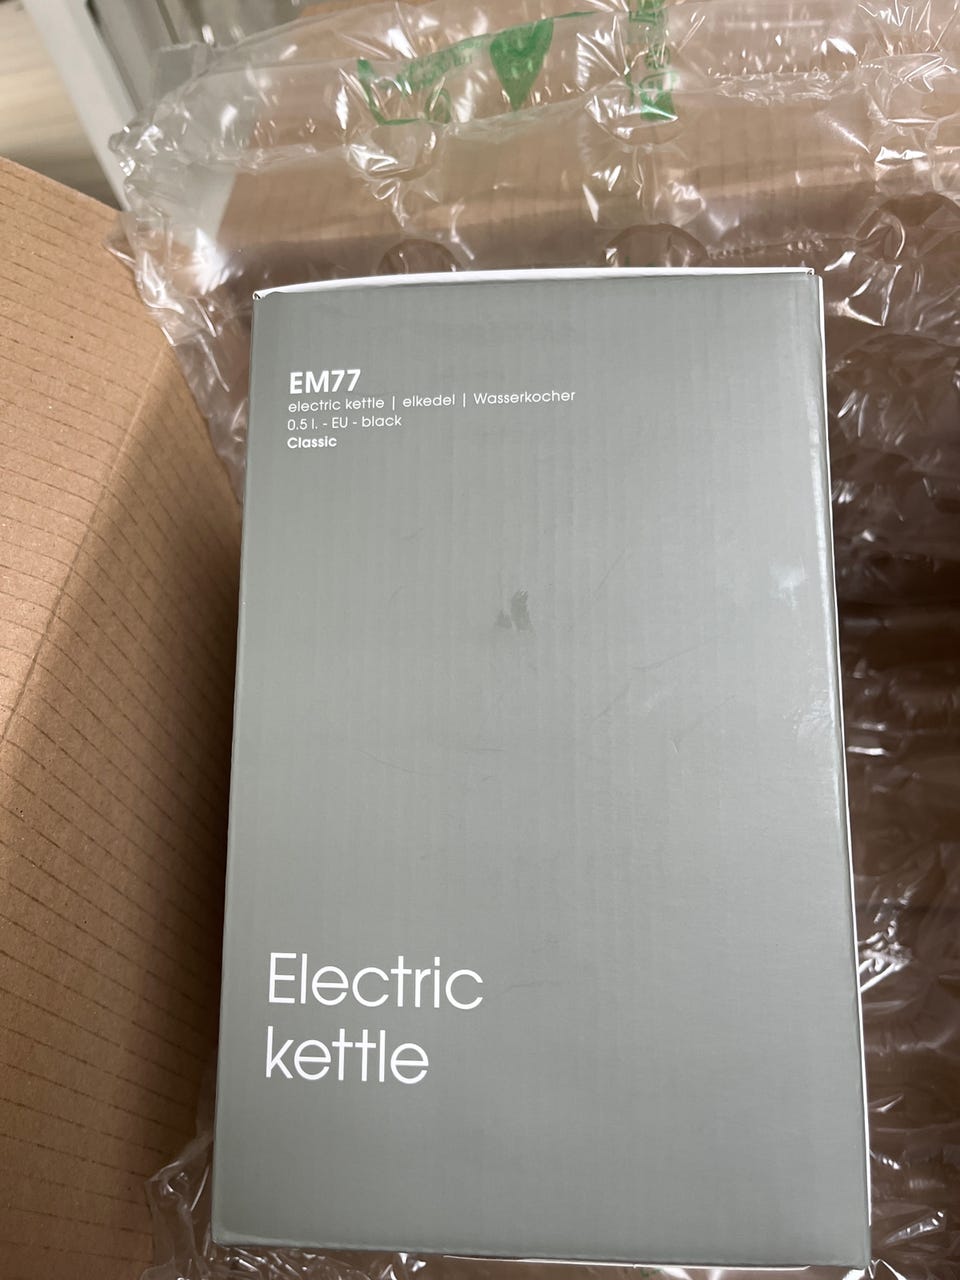 EM77
electric kettle | elkedel | Wasserkocher
0.5 l. - EU - black
Classic
Electric
kettle